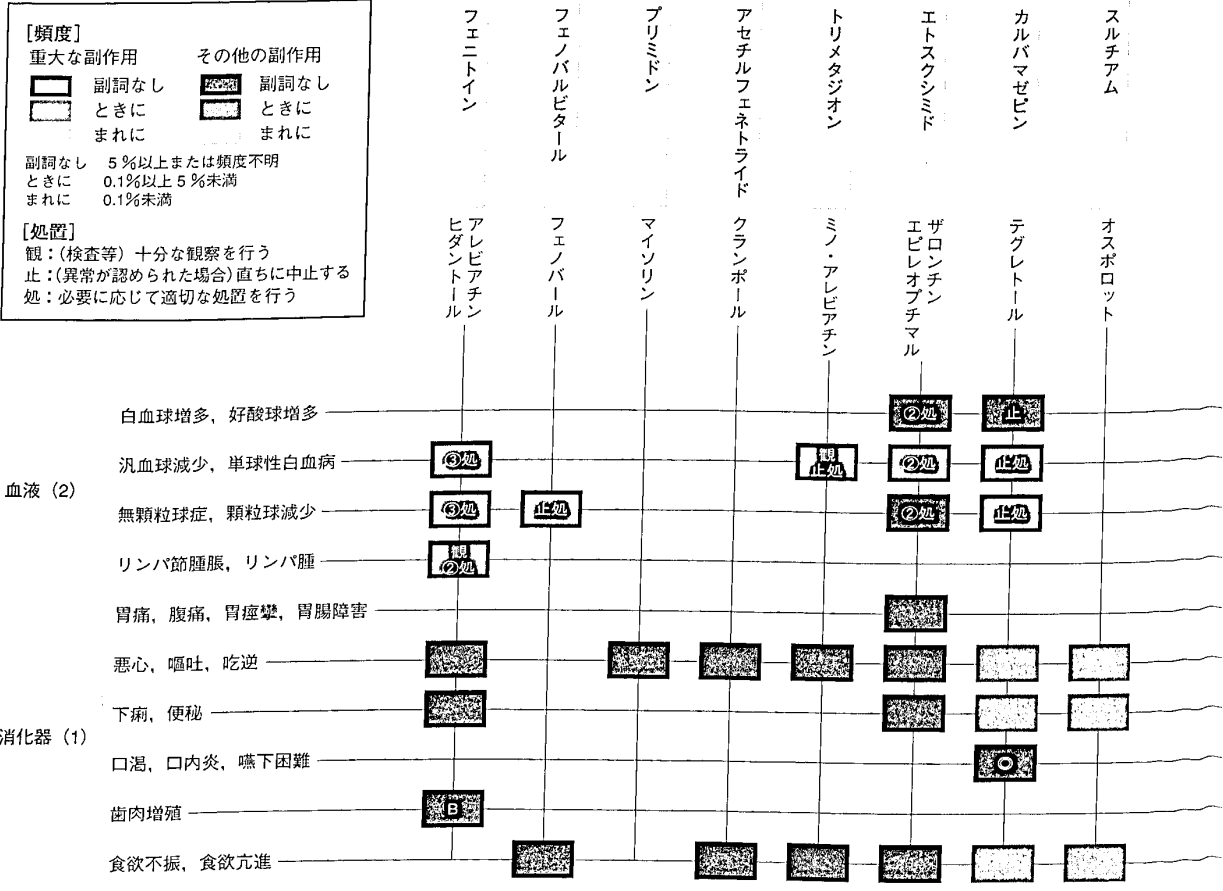 [頻度]
重大な副作用 その他の副作用
副詞なし 副詞なし
ときに ときに
まれに まれに
副詞なし 5%以上または頻度不明
ときに 0.1%以上5%未満
まれに 0.1%未満
[処置]
観:(検査等)十分な観察を行う
止:(異常が認められた場合)直ちに中止する
処:必要に応じて適切な処置を行う
フェニトイン
フェノバルビタール
プリミドン
アセチルフェネトライド
トリメタジオン
エトスクシミド
カルバマゼピン
スルチアム
アレビアチン
ヒダントール
フェノバール
マイソリン
クランポール
ミノ・アレビアチン
ザロンチン
エピレオプチマル
テグレトール
オスポロット
血液(2)
白血球増多,好酸球増多 ②処 止
汎血球減少,単球性白血病 ③処 観 止処 ②処 止処
無顆粒球症,顆粒球減少 ③処 止処 ②処 止処
リンパ節腫脹,リンパ腫 観 ②処
消化器(1)
胃痛,腹痛,胃痙攣,胃腸障害
悪心,嘔吐,吃逆
下痢,便秘
口渇,口内炎,嚥下困難 ◎
歯肉増殖 B
食欲不振,食欲亢進